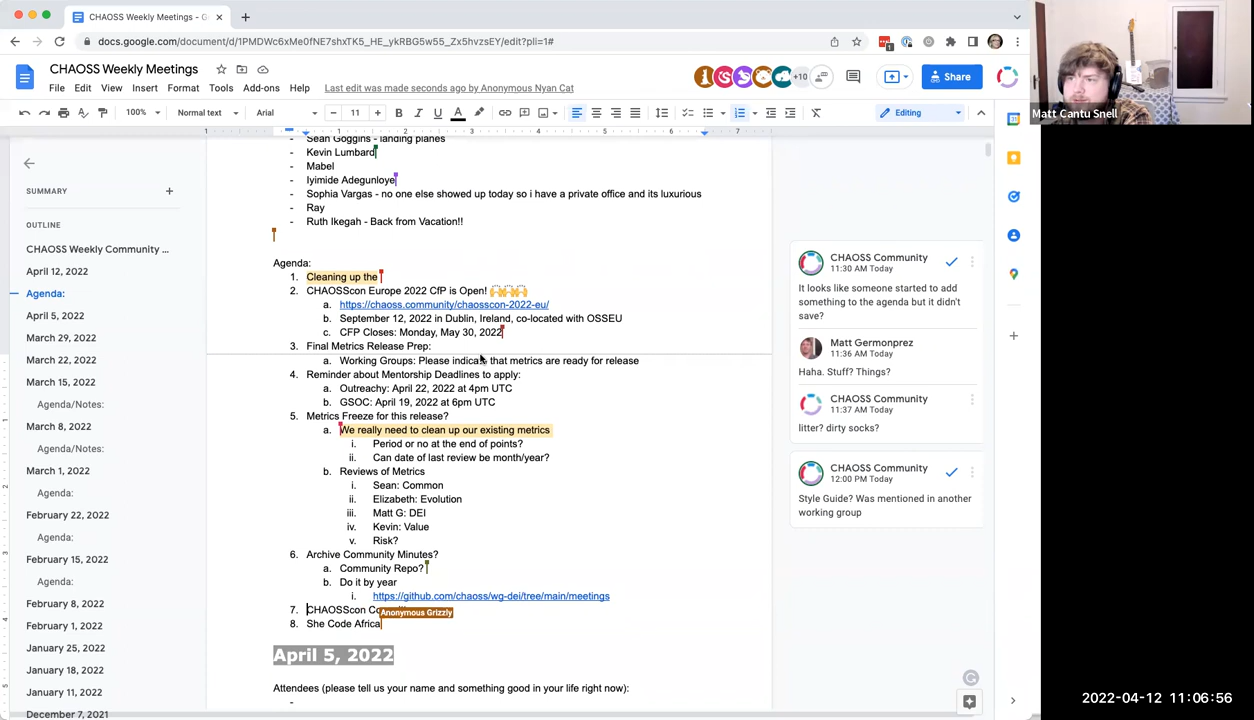 CHAOSS Weekly Meetings - G
docs.google.com/document/d/1PMDWc6xMe0fNE7shxTK5_HE_ykRBG5w55_Zx5hvzsEY/edit?pli=1#
CHAOSS Weekly Meetings
File Edit View Insert Format Tools Add-ons Help Last edit was made seconds ago by Anonymous Nyan Cat
+10
Share
100% Normal text Arial 11 Editing
SUMMARY
OUTLINE
CHAOSS Weekly Community ...
April 12, 2022
Agenda:
April 5, 2022
March 29, 2022
March 22, 2022
March 15, 2022
Agenda/Notes:
March 8, 2022
Agenda/Notes:
March 1, 2022
Agenda:
February 22, 2022
Agenda:
February 15, 2022
Agenda:
February 8, 2022
February 1, 2022
January 25, 2022
January 18, 2022
January 11, 2022
December 7, 2021
- Sean Goggins - landing planes
- Kevin Lumbard
- Mabel
- Iyimide Adegunloye
- Sophia Vargas - no one else showed up today so i have a private office and its luxurious
- Ray
- Ruth Ikegah - Back from Vacation!!
Agenda:
1. Cleaning up the
2. CHAOSScon Europe 2022 CfP is Open! 🙌🙌🙌
a. https://chaoss.community/chaosscon-2022-eu/
b. September 12, 2022 in Dublin, Ireland, co-located with OSSEU
c. CFP Closes: Monday, May 30, 2022
3. Final Metrics Release Prep:
a. Working Groups: Please indicate that metrics are ready for release
4. Reminder about Mentorship Deadlines to apply:
a. Outreachy: April 22, 2022 at 4pm UTC
b. GSOC: April 19, 2022 at 6pm UTC
5. Metrics Freeze for this release?
a. We really need to clean up our existing metrics
i. Period or no at the end of points?
ii. Can date of last review be month/year?
b. Reviews of Metrics
i. Sean: Common
ii. Elizabeth: Evolution
iii. Matt G: DEI
iv. Kevin: Value
v. Risk?
6. Archive Community Minutes?
a. Community Repo?
b. Do it by year
i. https://github.com/chaoss/wg-dei/tree/main/meetings
7. CHAOSScon
Anonymous Grizzly
8. She Code Africa
April 5, 2022
Attendees (please tell us your name and something good in your life right now):
-
CHAOSS Community
11:30 AM Today
It looks like someone started to add
something to the agenda but it didn't
save?
Matt Germonprez
11:36 AM Today
Haha. Stuff? Things?
CHAOSS Community
11:37 AM Today
litter? dirty socks?
CHAOSS Community
12:00 PM Today
Style Guide? Was mentioned in another
working group
Matt Cantu Snell
2022-04-12 11:06:56